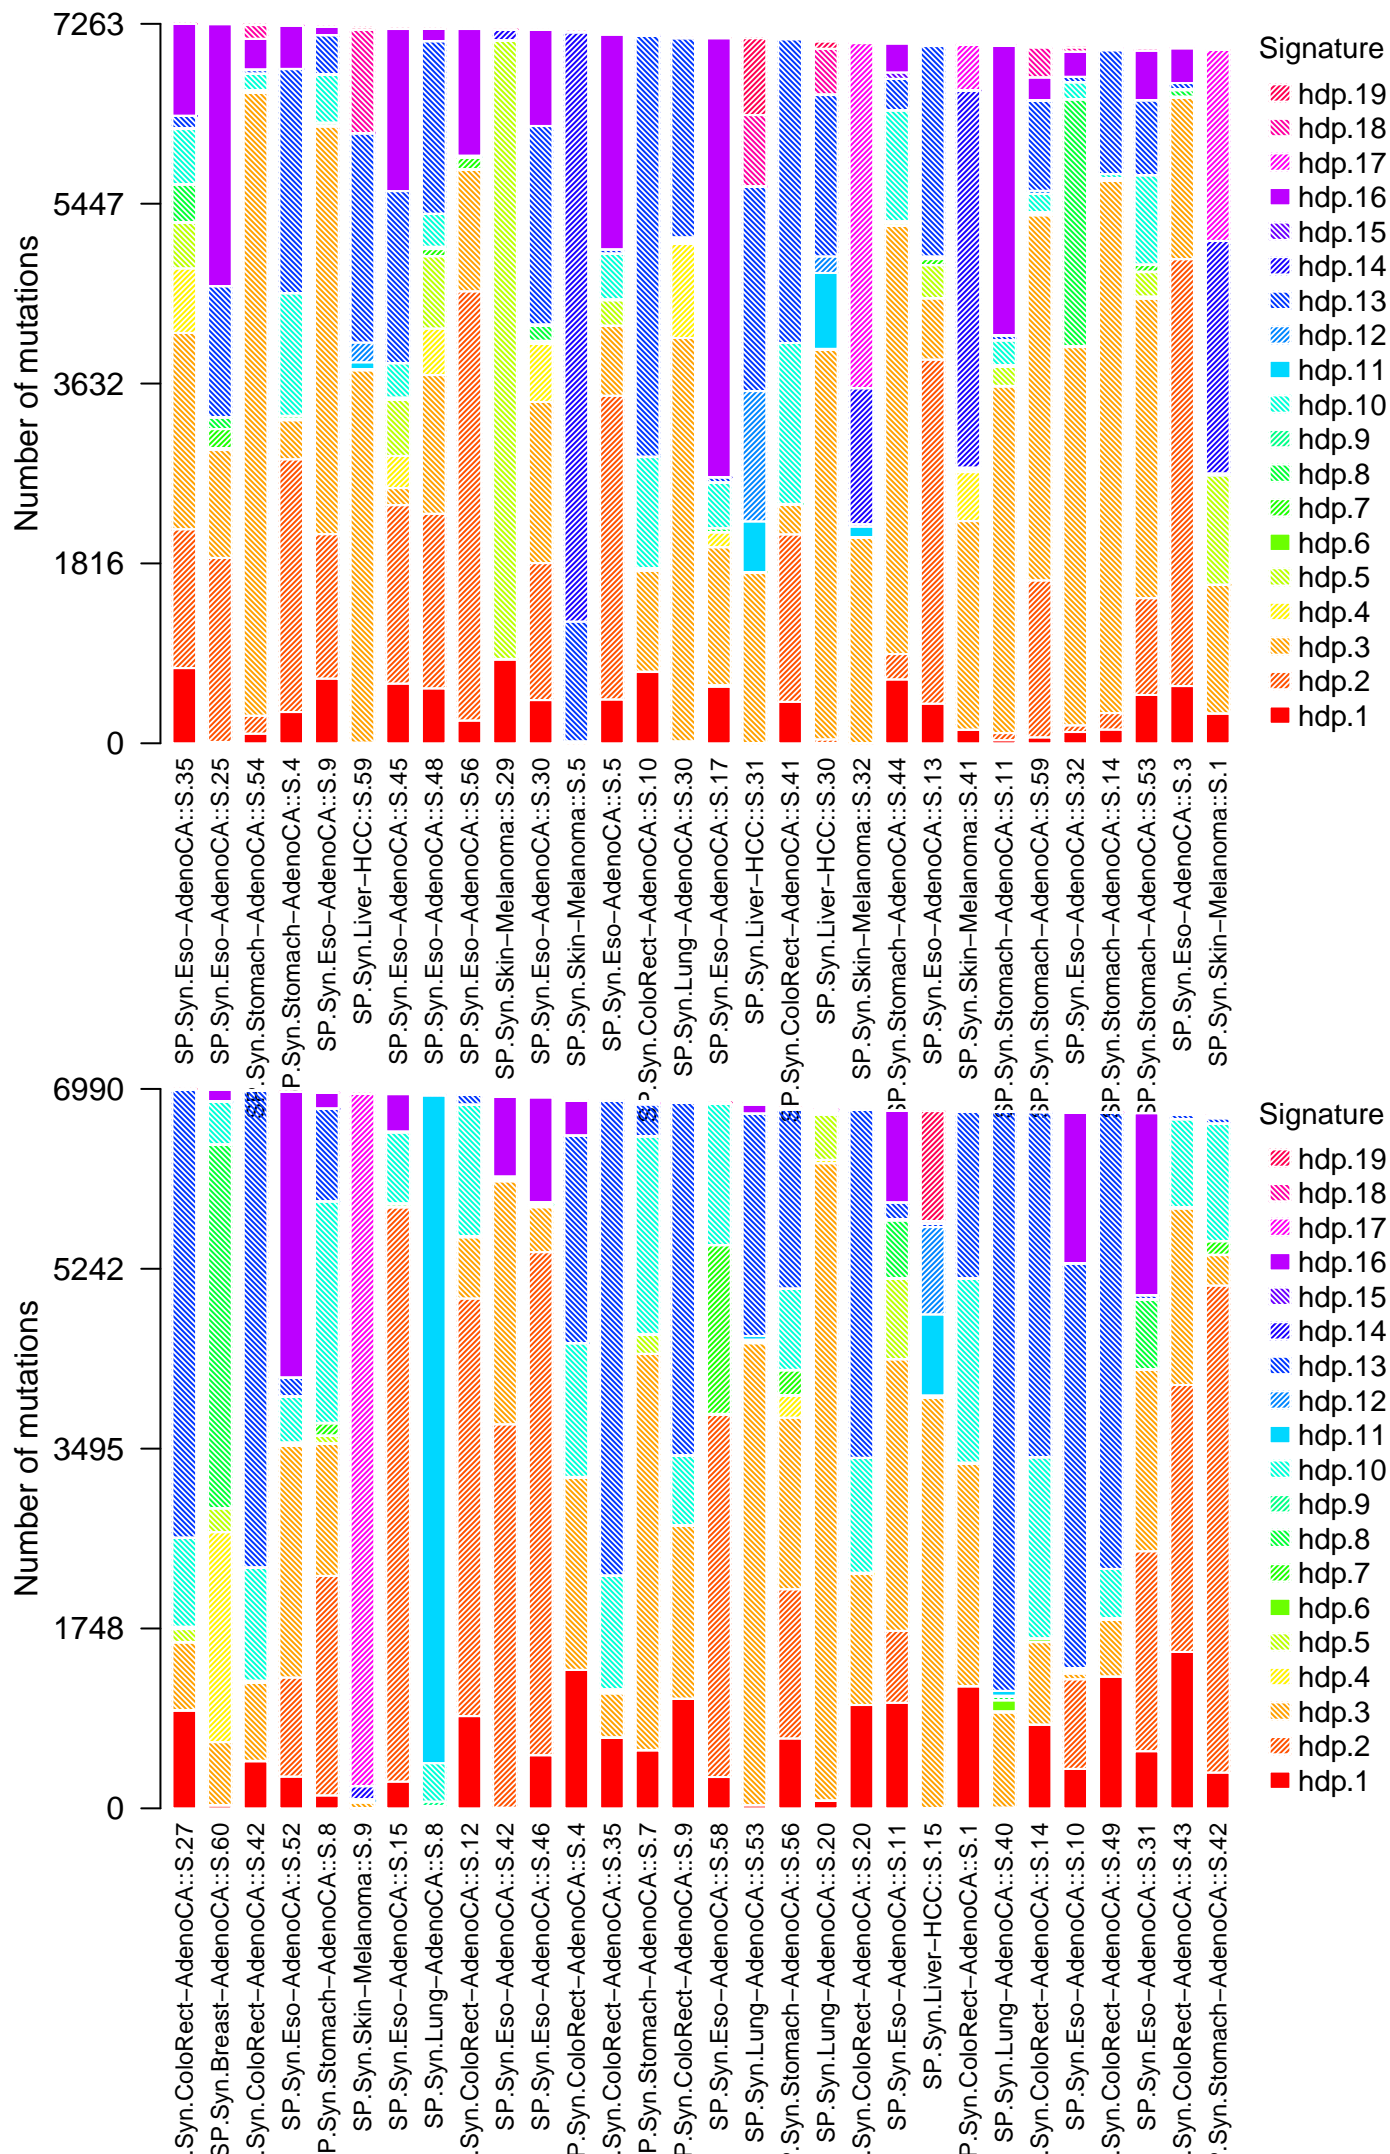 Number of mutations
7263
5447
3632
1816
0
Signature
hdp.19
hdp.18
hdp.17
hdp.16
hdp.15
hdp.14
hdp.13
hdp.12
hdp.11
hdp.10
hdp.9
hdp.8
hdp.7
hdp.6
hdp.5
hdp.4
hdp.3
hdp.2
hdp.1
SP.Syn.Eso−AdenoCA::S.35
SP.Syn.Eso−AdenoCA::S.25
SP.Syn.Stomach−AdenoCA::S.54
P.Syn.Stomach−AdenoCA::S.4
SP.Syn.Eso−AdenoCA::S.9
SP.Syn.Liver−HCC::S.59
SP.Syn.Eso−AdenoCA::S.45
SP.Syn.Eso−AdenoCA::S.48
SP.Syn.Eso−AdenoCA::S.56
SP.Syn.Skin−Melanoma::S.29
SP.Syn.Eso−AdenoCA::S.30
SP.Syn.Skin−Melanoma::S.5
SP.Syn.Eso−AdenoCA::S.5
SP.Syn.ColoRect−AdenoCA::S.10
SP.Syn.Lung−AdenoCA::S.30
SP.Syn.Eso−AdenoCA::S.17
SP.Syn.Liver−HCC::S.31
SP.Syn.ColoRect−AdenoCA::S.41
SP.Syn.Liver−HCC::S.30
SP.Syn.Skin−Melanoma::S.32
SP.Syn.Stomach−AdenoCA::S.44
SP.Syn.Eso−AdenoCA::S.13
SP.Syn.Skin−Melanoma::S.41
SP.Syn.Stomach−AdenoCA::S.11
SP.Syn.Stomach−AdenoCA::S.59
SP.Syn.Eso−AdenoCA::S.32
SP.Syn.Stomach−AdenoCA::S.14
SP.Syn.Stomach−AdenoCA::S.53
SP.Syn.Eso−AdenoCA::S.3
SP.Syn.Skin−Melanoma::S.1
Number of mutations
6990
5242
3495
1748
0
Signature
hdp.19
hdp.18
hdp.17
hdp.16
hdp.15
hdp.14
hdp.13
hdp.12
hdp.11
hdp.10
hdp.9
hdp.8
hdp.7
hdp.6
hdp.5
hdp.4
hdp.3
hdp.2
hdp.1
.Syn.ColoRect−AdenoCA::S.27
SP.Syn.Breast−AdenoCA::S.60
.Syn.ColoRect−AdenoCA::S.42
SP.Syn.Eso−AdenoCA::S.52
P.Syn.Stomach−AdenoCA::S.8
SP.Syn.Skin−Melanoma::S.9
SP.Syn.Eso−AdenoCA::S.15
SP.Syn.Lung−AdenoCA::S.8
.Syn.ColoRect−AdenoCA::S.12
SP.Syn.Eso−AdenoCA::S.42
SP.Syn.Eso−AdenoCA::S.46
P.Syn.ColoRect−AdenoCA::S.4
.Syn.ColoRect−AdenoCA::S.35
P.Syn.Stomach−AdenoCA::S.7
P.Syn.ColoRect−AdenoCA::S.9
SP.Syn.Eso−AdenoCA::S.58
SP.Syn.Lung−AdenoCA::S.53
.Syn.Stomach−AdenoCA::S.56
SP.Syn.Lung−AdenoCA::S.20
.Syn.ColoRect−AdenoCA::S.20
SP.Syn.Eso−AdenoCA::S.11
SP.Syn.Liver−HCC::S.15
P.Syn.ColoRect−AdenoCA::S.1
SP.Syn.Lung−AdenoCA::S.40
.Syn.ColoRect−AdenoCA::S.14
SP.Syn.Eso−AdenoCA::S.10
.Syn.ColoRect−AdenoCA::S.49
SP.Syn.Eso−AdenoCA::S.31
.Syn.ColoRect−AdenoCA::S.43
.Syn.Stomach−AdenoCA::S.42